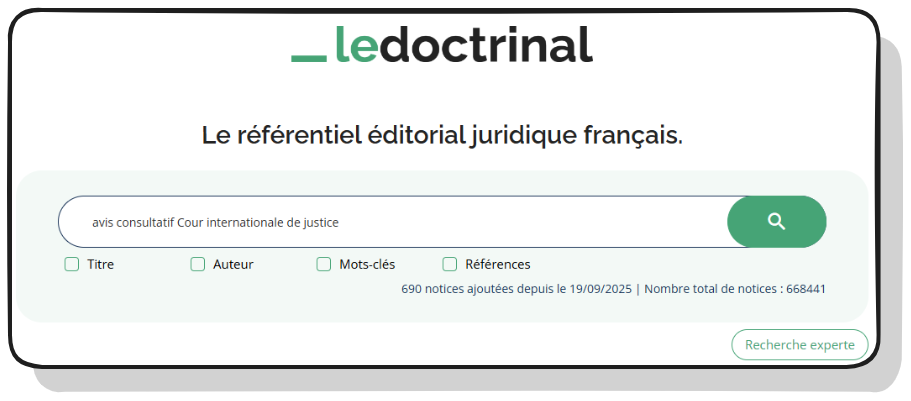 ledoctrinal
Le référentiel éditorial juridique français.
avis consultatif Cour internationale de justice
Titre Auteur Mots-clés Références
690 notices ajoutées depuis le 19/09/2025 | Nombre total de notices : 668441
Recherche experte